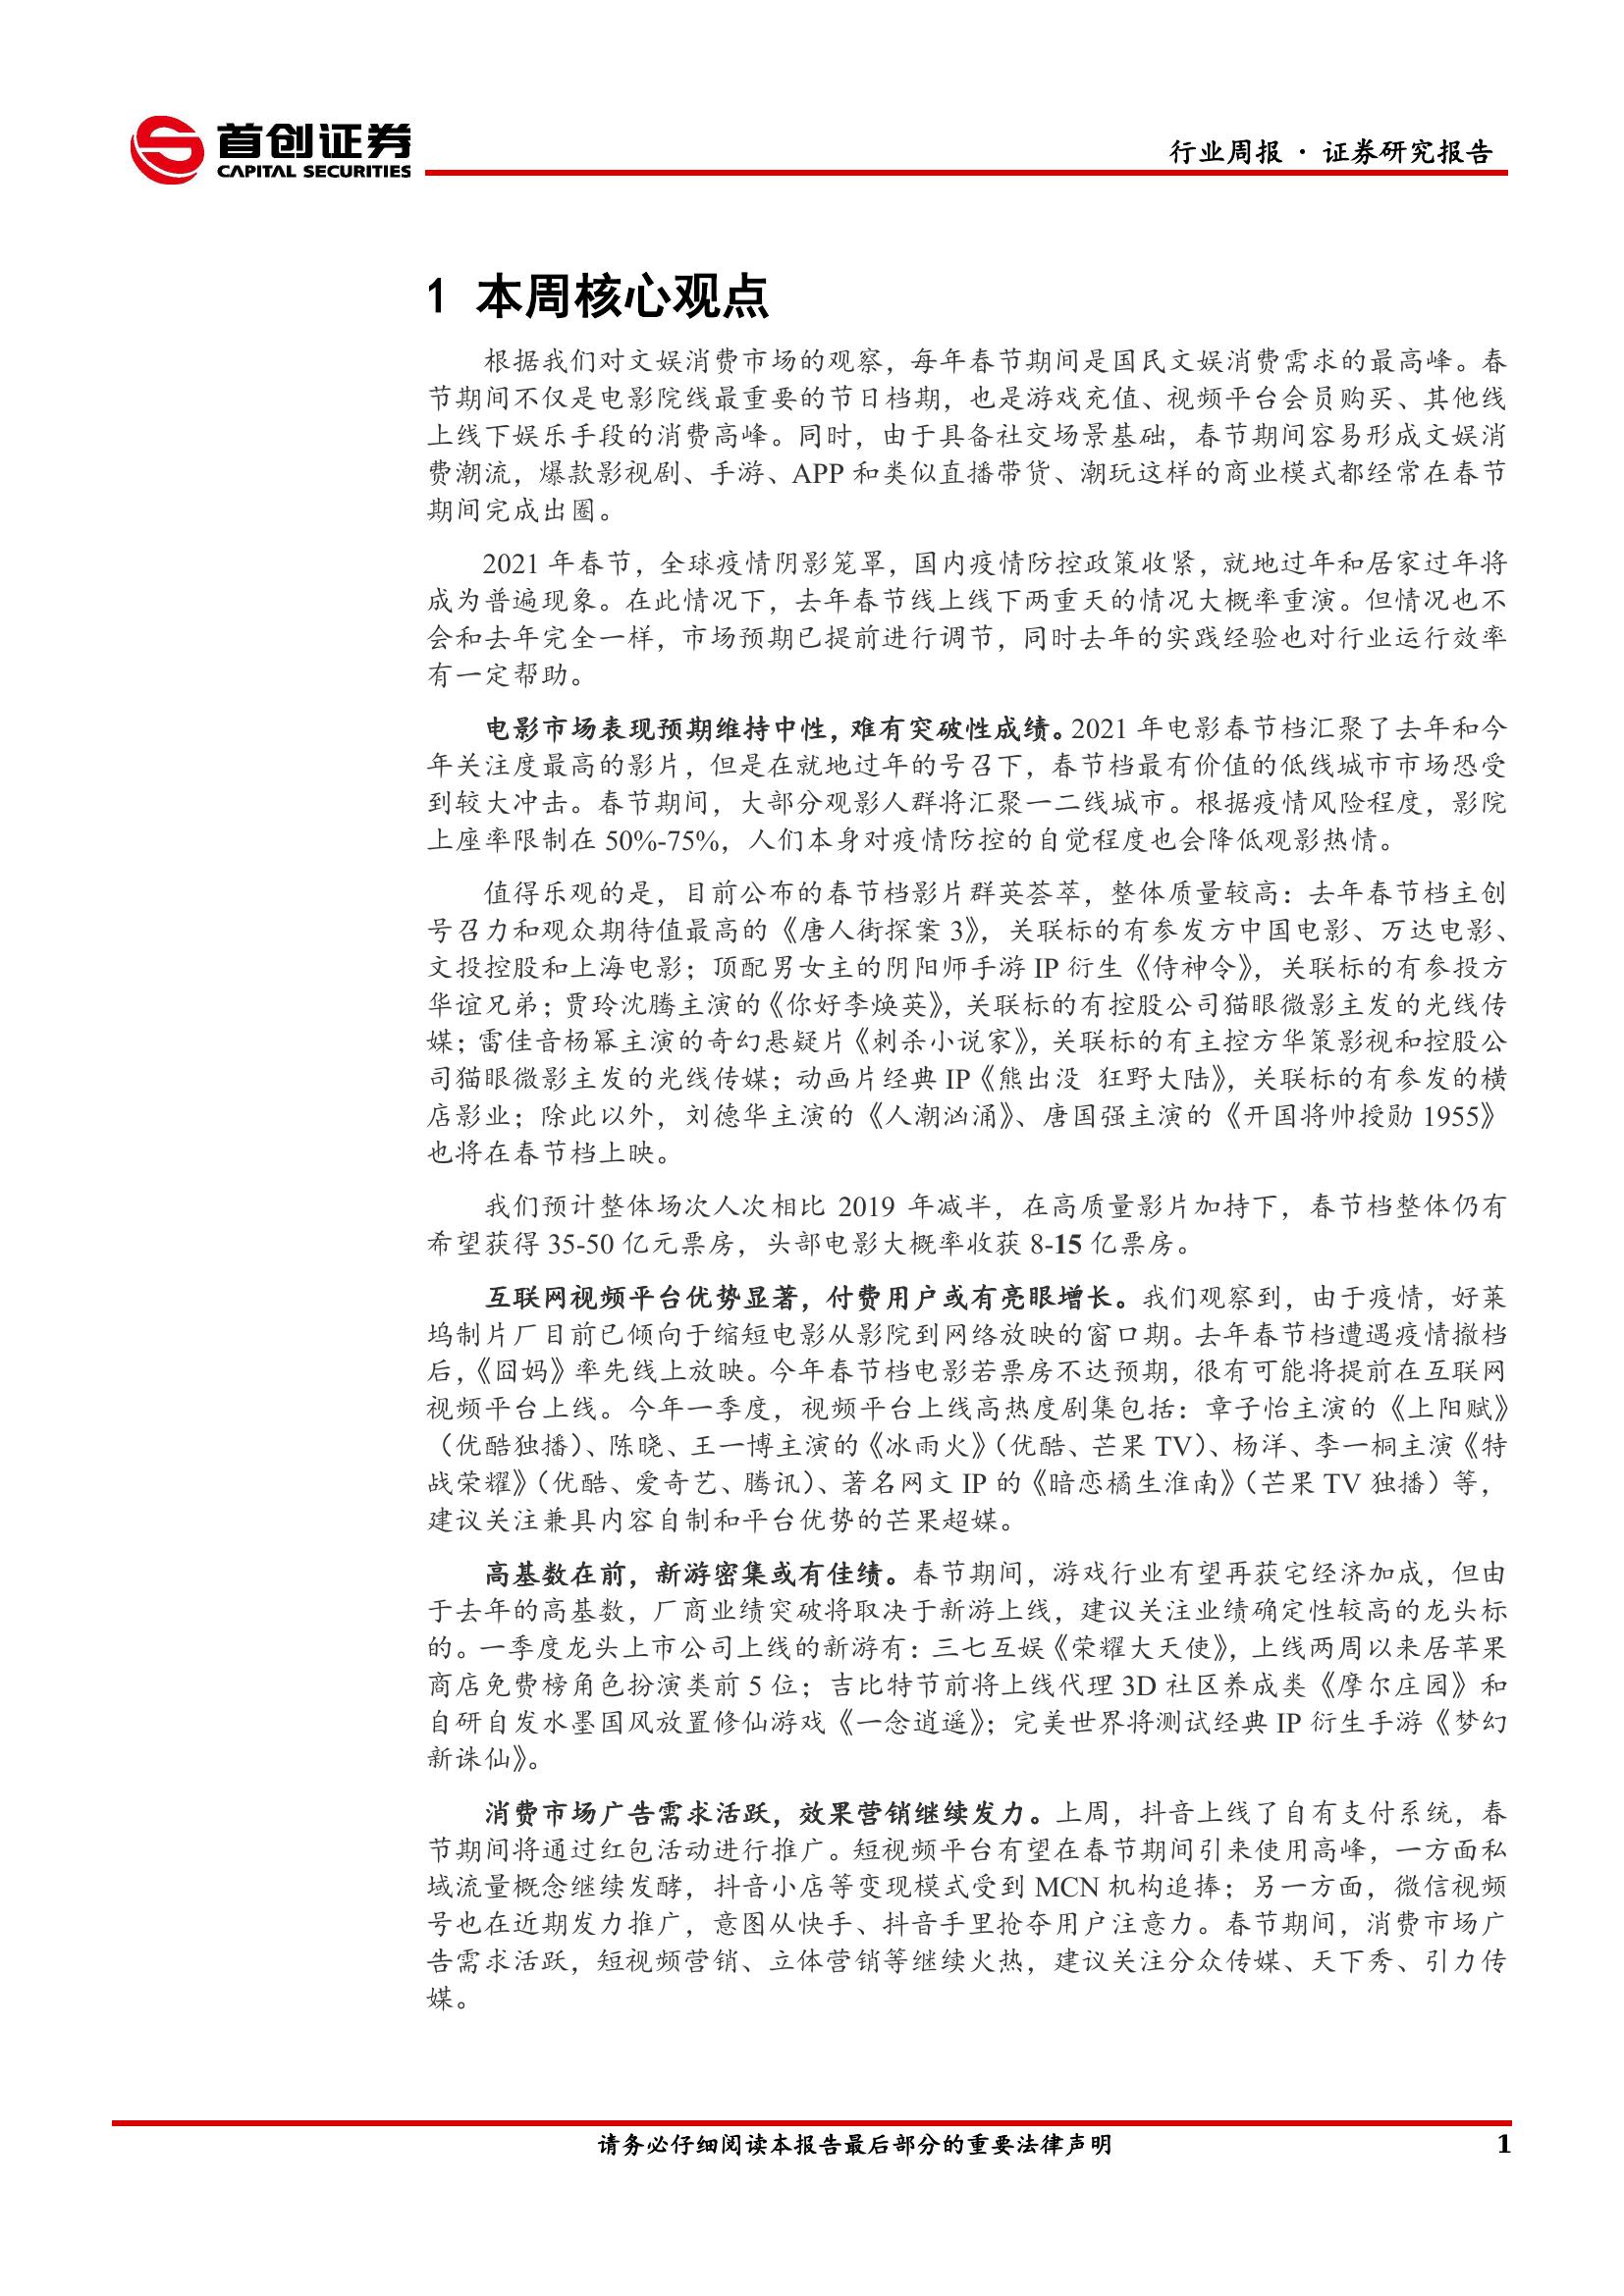 首创证券
CAPITAL SECURITIES
行业周报 · 证券研究报告
1 本周核心观点
根据我们对文娱消费市场的观察，每年春节期间是国民文娱消费需求的最高峰。春
节期间不仅是电影院线最重要的节日档期，也是游戏充值、视频平台会员购买、其他线
上线下娱乐手段的消费高峰。同时，由于具备社交场景基础，春节期间容易形成文娱消
费潮流，爆款影视剧、手游、APP 和类似直播带货、潮玩这样的商业模式都经常在春节
期间完成出圈。
2021 年春节，全球疫情阴影笼罩，国内疫情防控政策收紧，就地过年和居家过年将
成为普遍现象。在此情况下，去年春节线上线下两重天的情况大概率重演。但情况也不
会和去年完全一样，市场预期已提前进行调节，同时去年的实践经验也对行业运行效率
有一定帮助。
电影市场表现预期维持中性，难有突破性成绩。2021 年电影春节档汇聚了去年和今
年关注度最高的影片，但是在就地过年的号召下，春节档最有价值的低线城市市场恐受
到较大冲击。春节期间，大部分观影人群将汇聚一二线城市。根据疫情风险程度，影院
上座率限制在 50%-75%，人们本身对疫情防控的自觉程度也会降低观影热情。
值得乐观的是，目前公布的春节档影片群英荟萃，整体质量较高：去年春节档主创
号召力和观众期待值最高的《唐人街探案 3》，关联标的有参发方中国电影、万达电影、
文投控股和上海电影；顶配男女主的阴阳师手游 IP 衍生《侍神令》，关联标的有参投方
华谊兄弟；贾玲沈腾主演的《你好李焕英》，关联标的有控股公司猫眼微影主发的光线传
媒；雷佳音杨幂主演的奇幻悬疑片《刺杀小说家》，关联标的有主控方华策影视和控股公
司猫眼微影主发的光线传媒；动画片经典 IP《熊出没 狂野大陆》，关联标的有参发的横
店影业；除此以外，刘德华主演的《人潮汹涌》、唐国强主演的《开国将帅授勋 1955》
也将在春节档上映。
我们预计整体场次人次相比 2019 年减半，在高质量影片加持下，春节档整体仍有
希望获得 35-50 亿元票房，头部电影大概率收获 8-15 亿票房。
互联网视频平台优势显著，付费用户或有亮眼增长。我们观察到，由于疫情，好莱
坞制片厂目前已倾向于缩短电影从影院到网络放映的窗口期。去年春节档遭遇疫情撤档
后，《囧妈》率先线上放映。今年春节档电影若票房不达预期，很有可能将提前在互联网
视频平台上线。今年一季度，视频平台上线高热度剧集包括：章子怡主演的《上阳赋》
（优酷独播）、陈晓、王一博主演的《冰雨火》（优酷、芒果 TV）、杨洋、李一桐主演《特
战荣耀》（优酷、爱奇艺、腾讯）、著名网文 IP 的《暗恋橘生淮南》（芒果 TV 独播）等，
建议关注兼具内容自制和平台优势的芒果超媒。
高基数在前，新游密集或有佳绩。春节期间，游戏行业有望再获宅经济加成，但由
于去年的高基数，厂商业绩突破将取决于新游上线，建议关注业绩确定性较高的龙头标
的。一季度龙头上市公司上线的新游有：三七互娱《荣耀大天使》，上线两周以来居苹果
商店免费榜角色扮演类前 5 位；吉比特节前将上线代理 3D 社区养成类《摩尔庄园》和
自研自发水墨国风放置修仙游戏《一念逍遥》；完美世界将测试经典 IP 衍生手游《梦幻
新诛仙》。
消费市场广告需求活跃，效果营销继续发力。上周，抖音上线了自有支付系统，春
节期间将通过红包活动进行推广。短视频平台有望在春节期间引来使用高峰，一方面私
域流量概念继续发酵，抖音小店等变现模式受到 MCN 机构追捧；另一方面，微信视频
号也在近期发力推广，意图从快手、抖音手里抢夺用户注意力。春节期间，消费市场广
告需求活跃，短视频营销、立体营销等继续火热，建议关注分众传媒、天下秀、引力传
媒。
请务必仔细阅读本报告最后部分的重要法律声明
1